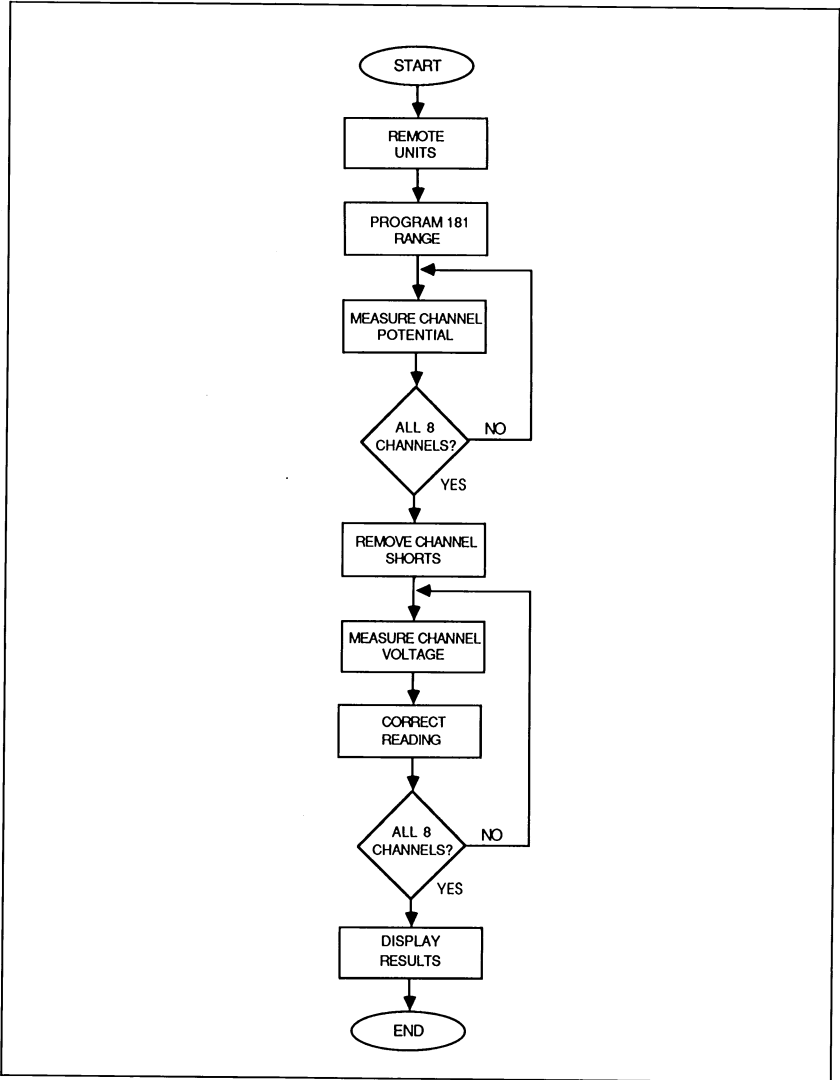 START
REMOTE
UNITS
PROGRAM 181
RANGE
MEASURE CHANNEL
POTENTIAL
ALL 8
CHANNELS?
NO
YES
REMOVE CHANNEL
SHORTS
MEASURE CHANNEL
VOLTAGE
CORRECT
READING
ALL 8
CHANNELS?
NO
YES
DISPLAY
RESULTS
END